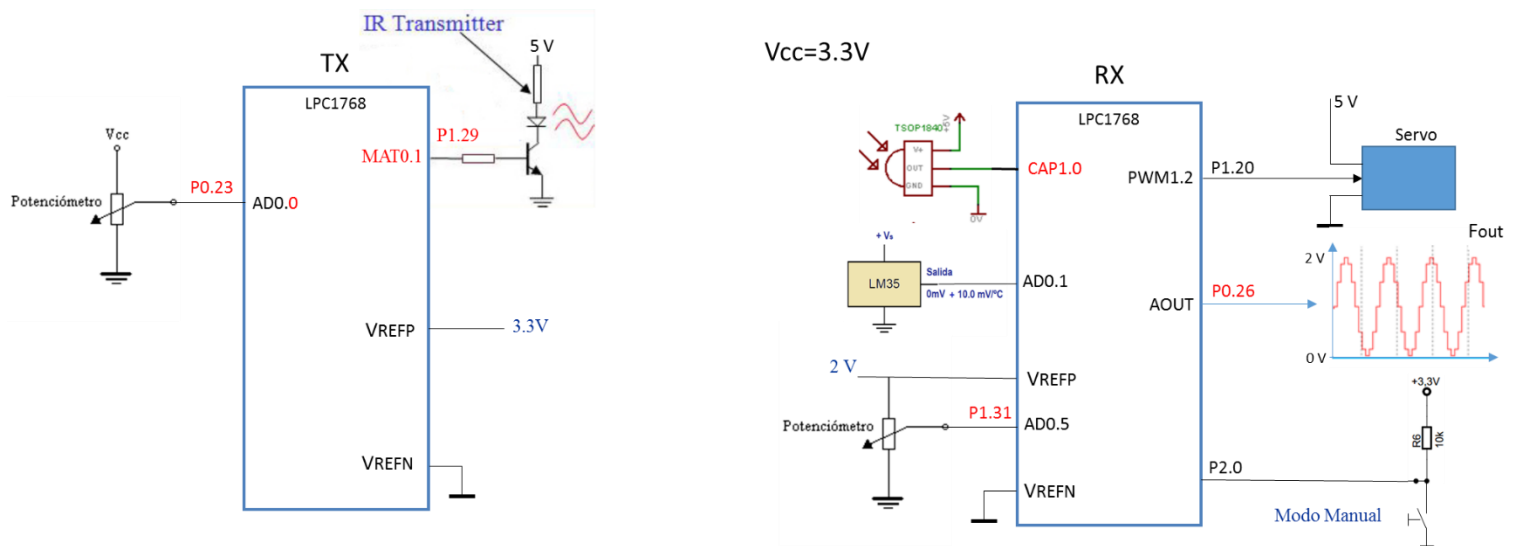 IR Transmitter
5 V
TX
LPC1768
Vcc
P1.29
MAT0.1
P0.23
Potenciómetro
AD0.0
VREFP
3.3V
VREFN
Vcc=3.3V
RX
LPC1768
TSOP1840
+5V
Ve
OUT
GND
0V
CAP1.0
5 V
Servo
PWM1.2
P1.20
+ Vs
LM35
Salida
0mV + 10.0 mV/ºC
AD0.1
Fout
2 V
P0.26
AOUT
0 V
2 V
VREFP
P1.31
Potenciómetro
AD0.5
+3,3V
R6
10k
P2.0
VREFN
Modo Manual